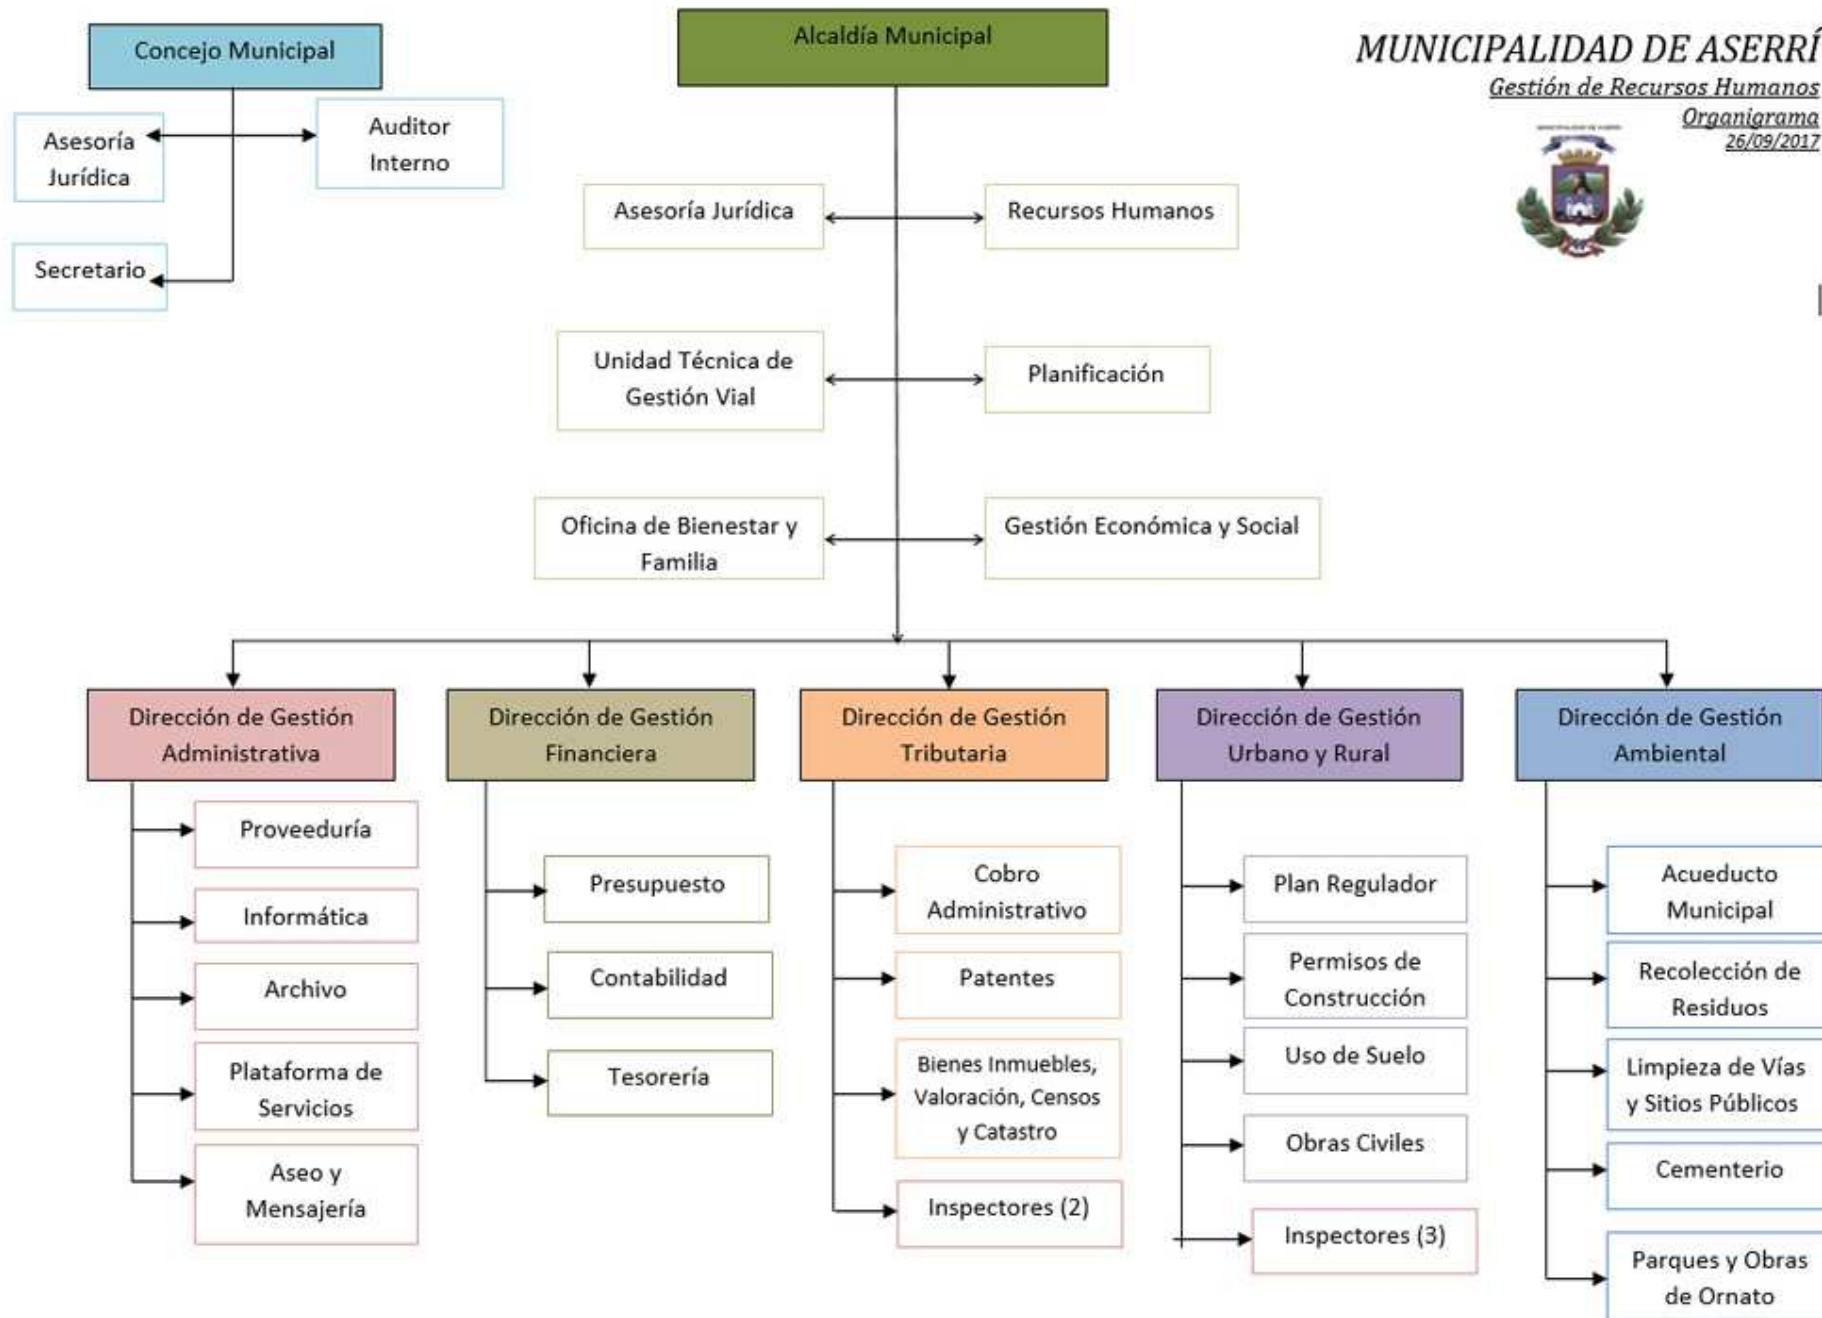 Concejo Municipal
Asesoría
Jurídica
Auditor
Interno
Secretario
Alcaldía Municipal
MUNICIPALIDAD DE ASERRÍ
Gestión de Recursos Humanos
Organigrama
26/09/2017
MUNICIPALIDAD DE ASERRÍ
Asesoría Jurídica
Recursos Humanos
Unidad Técnica de
Gestión Vial
Planificación
Oficina de Bienestar y
Familia
Gestión Económica y Social
Dirección de Gestión
Administrativa
Proveeduría
Informática
Archivo
Plataforma de
Servicios
Aseo y
Mensajería
Dirección de Gestión
Financiera
Presupuesto
Contabilidad
Tesorería
Dirección de Gestión
Tributaria
Cobro
Administrativo
Patentes
Bienes Inmuebles,
Valoración, Censos
y Catastro
Inspectores (2)
Dirección de Gestión
Urbano y Rural
Plan Regulador
Permisos de
Construcción
Uso de Suelo
Obras Civiles
Inspectores (3)
Dirección de Gestión
Ambiental
Acueducto
Municipal
Recolección de
Residuos
Limpieza de Vías
y Sitios Públicos
Cementerio
Parques y Obras
de Ornato